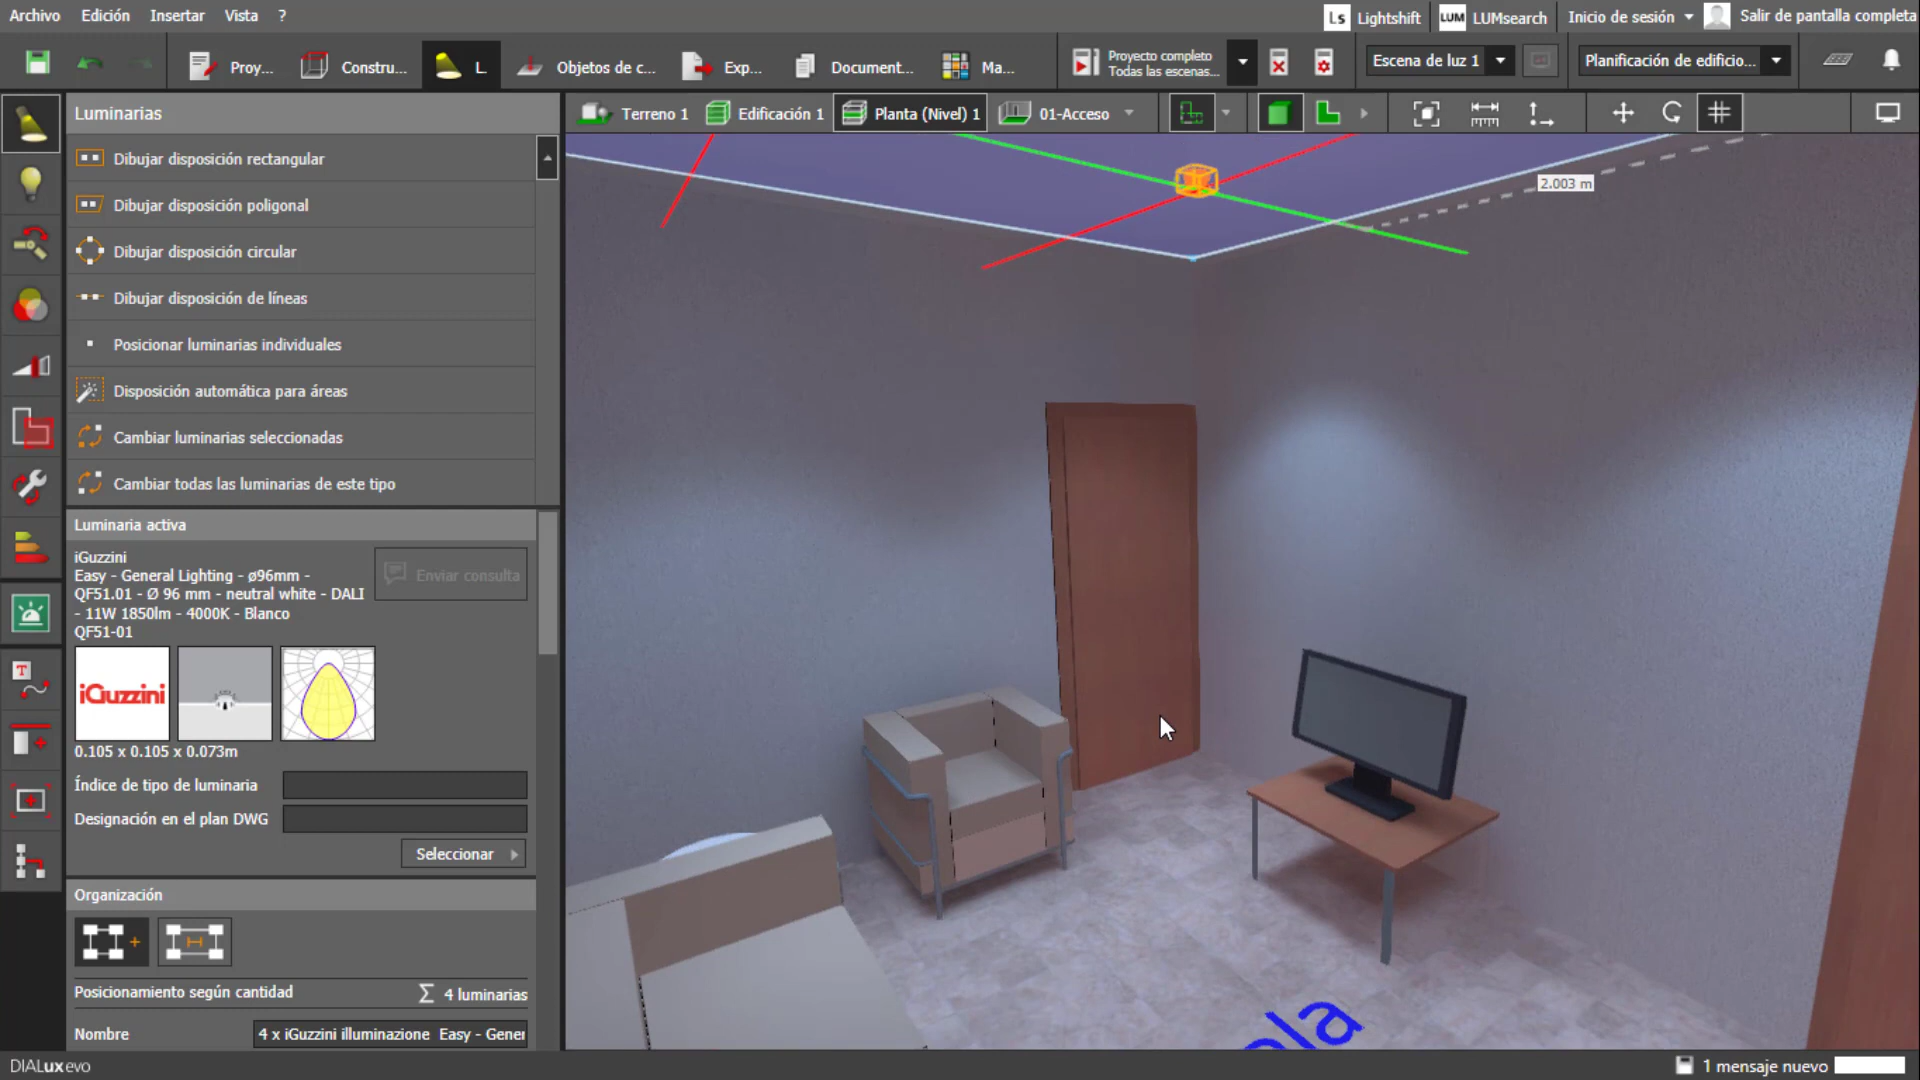 Archivo Edición Insertar Vista ?
Ls Lightshift LUM LUMsearch Inicio de sesión Salir de pantalla completa
Proy... Constru... L. Objetos de c... Exp... Document... Ma...
Proyecto completo
Todas las escenas...
Escena de luz 1
Planificación de edificio...
Luminarias
Terreno 1 Edificación 1 Planta (Nivel) 1 01-Acceso
Dibujar disposición rectangular
Dibujar disposición poligonal
Dibujar disposición circular
Dibujar disposición de líneas
Posicionar luminarias individuales
Disposición automática para áreas
Cambiar luminarias seleccionadas
Cambiar todas las luminarias de este tipo
2.003 m
Luminaria activa
iGuzzini
Easy - General Lighting - ø96mm -
QF51.01 - Ø 96 mm - neutral white - DALI
- 11W 1850lm - 4000K - Blanco
QF51-01
Enviar consulta
iGuzzini
0.105 x 0.105 x 0.073m
Índice de tipo de luminaria
Designación en el plan DWG
Seleccionar
Organización
Posicionamiento según cantidad Σ 4 luminarias
Nombre 4 x iGuzzini illuminazione Easy - Gener
DIALux evo
1 mensaje nuevo